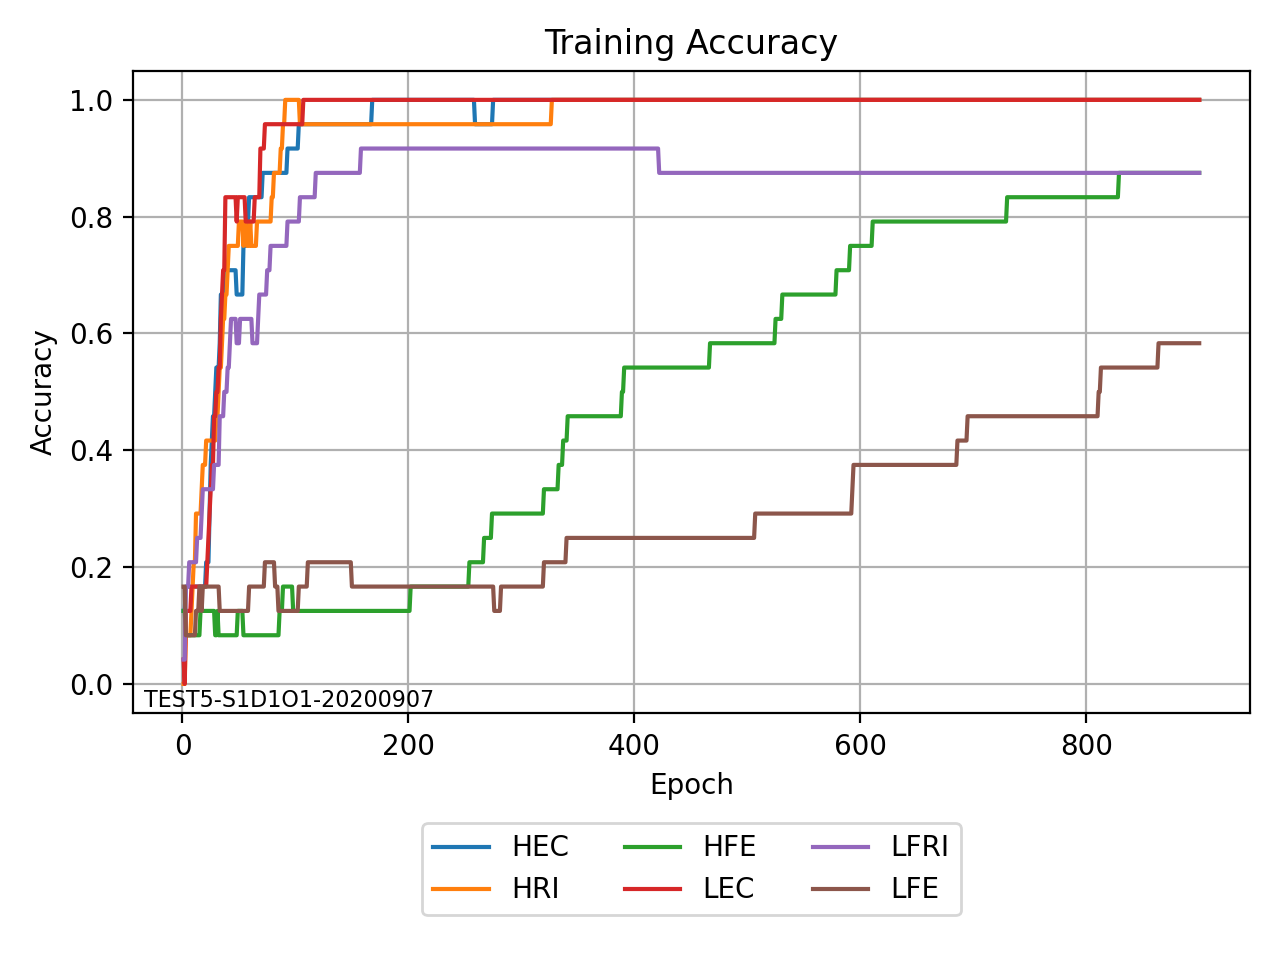 Training Accuracy
1.0
0.8
0.6
0.4
0.2
0.0
Accuracy
TEST5-S1D1O1-20200907
0 200 400 600 800
Epoch
HEC HFE LFRI
HRI LEC LFE